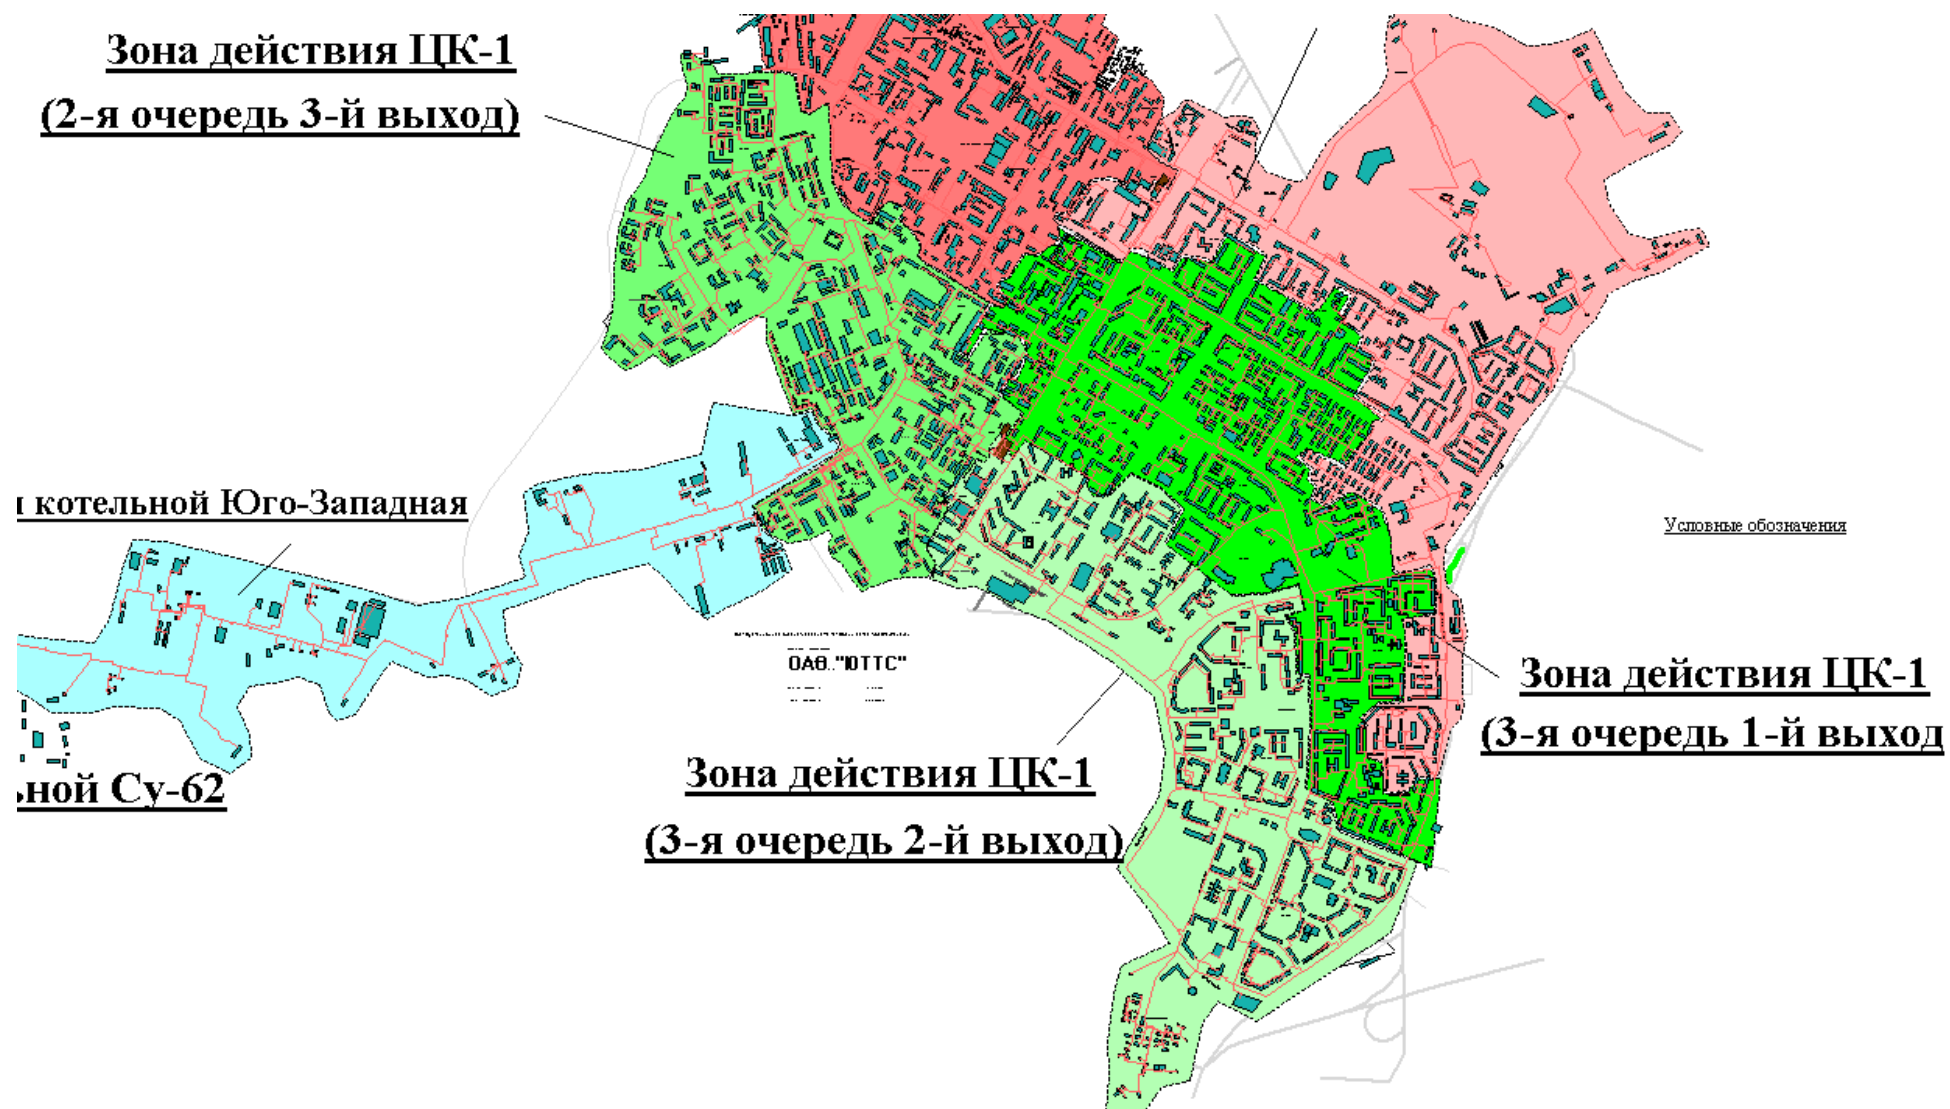 Зона действия ЦК-1
(2-я очередь 3-й выход)
котельной Юго-Западная
Условные обозначения
"ЮТТС"
Зона действия ЦК-1
(3-я очередь 1-й выход
Зона действия ЦК-1
(3-я очередь 2-й выход)
ьной Су-62